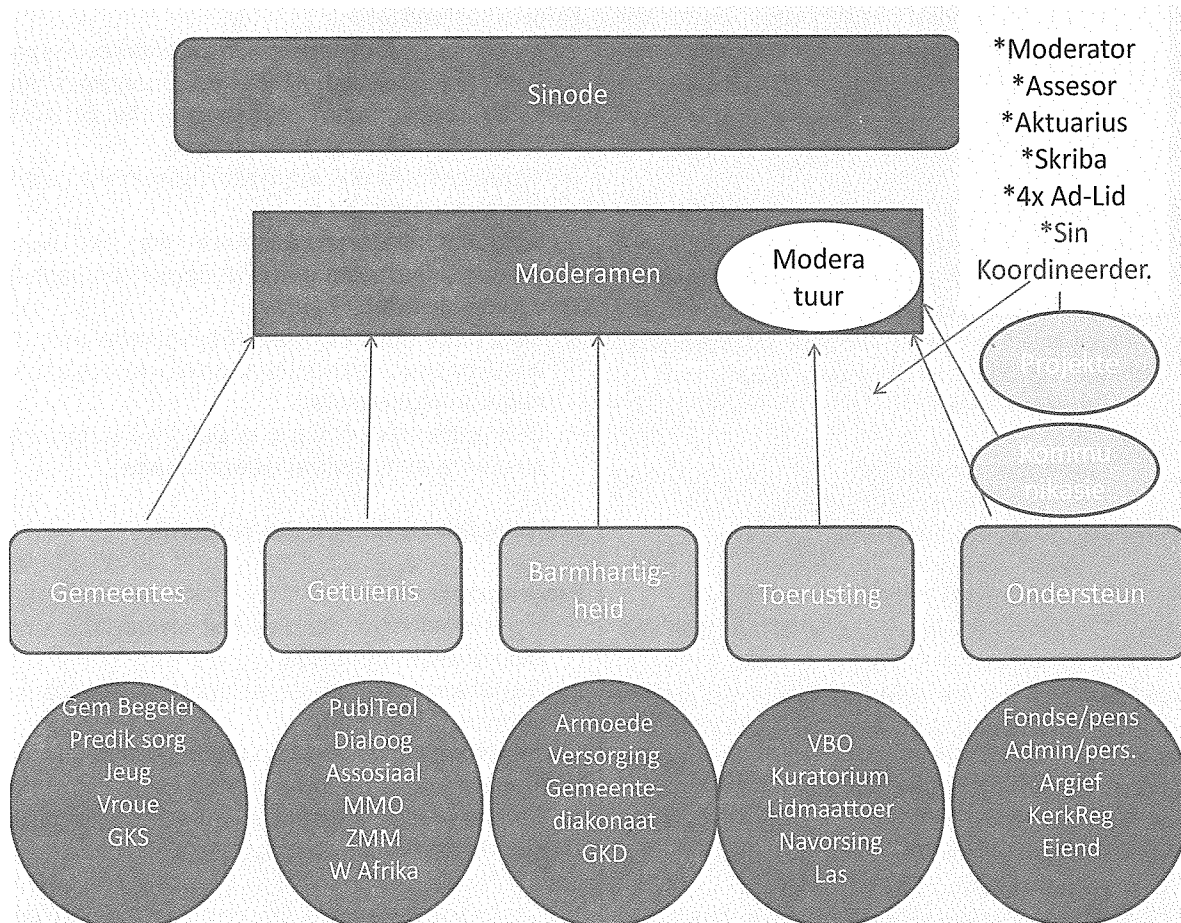 Sinode
*Moderator
*Assesor
*Aktuarius
*Skriba
*4x Ad-Lid
*Sin
Koordineerder.
Moderamen
Modera
tuur
Projekte
Kommu
nikasie
Gemeentes
Getuienis
Barmhartig-
heid
Toerusting
Ondersteun
Gem Begelei
Predik sorg
Jeug
Vroue
GKS
PublTeol
Dialoog
Assosiaal
MMO
ZMM
W Afrika
Armoede
Versorging
Gemeente-
diakonaat
GKD
VBO
Kuratorium
Lidmaattoer
Navorsing
Las
Fondse/pens
Admin/pers.
Argief
KerkReg
Eiend